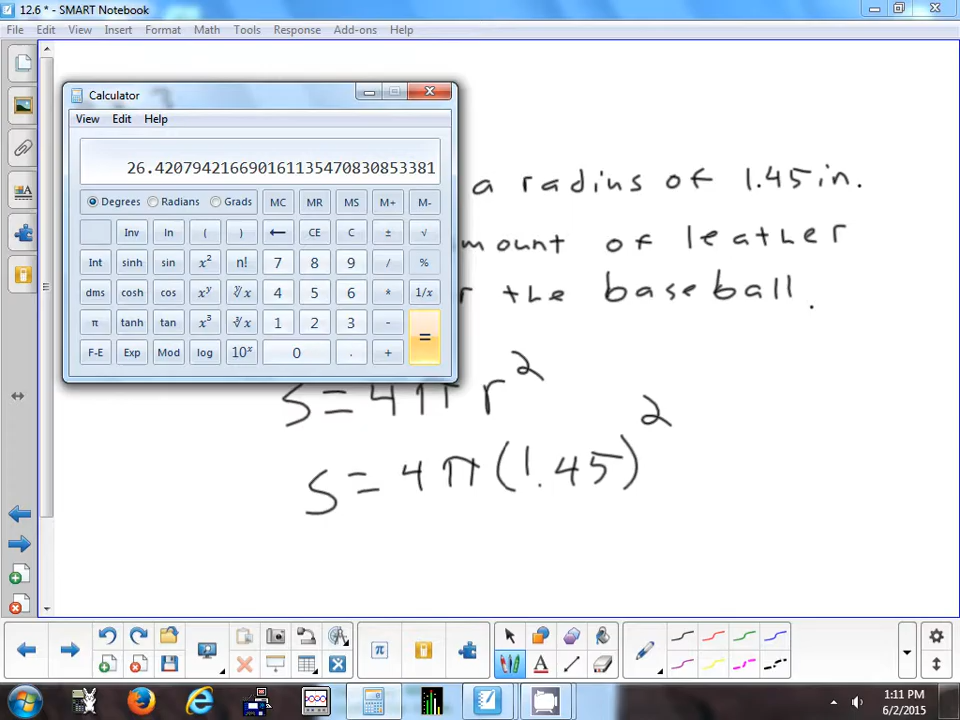 12.6 * - SMART Notebook
File Edit View Insert Format Math Tools Response Add-ons Help
Calculator
View Edit Help
26.420794216690161135470830853381
Degrees Radians Grads MC MR MS M+ M-
Inv ln ( ) ← CE C ± √
Int sinh sin x² n! 7 8 9 / %
dms cosh cos xʸ ʸ√x 4 5 6 * 1/x
π tanh tan x³ ³√x 1 2 3 - =
F-E Exp Mod log 10ˣ 0 . +
a radius of 1.45 in.
mount of leather
r the baseball.
S = 4π r²
S = 4π(1.45)²
π
A
1:11 PM
6/2/2015